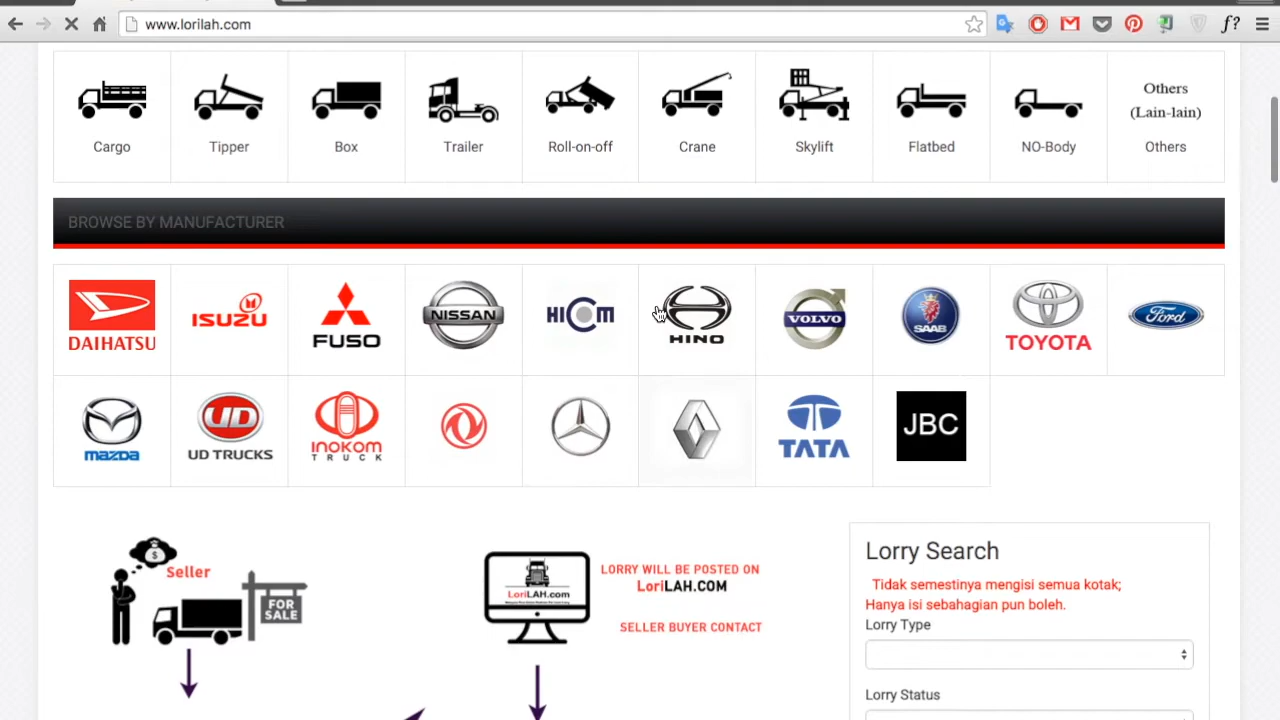 www.lorilah.com
f?
Others
(Lain-lain)
Cargo
Tipper
Box
Trailer
Roll-on-off
Crane
Skylift
Flatbed
NO-Body
Others
BROWSE BY MANUFACTURER
DAIHATSU
ISUZU
FUSO
NISSAN
HICOM
HINO
VOLVO
SAAB
TOYOTA
Ford
mazda
UD
UD TRUCKS
INOKOM
TRUCK
TATA
JBC
Seller
FOR
SALE
LoriLAH.com
LORRY WILL BE POSTED ON
LoriLAH.COM
SELLER BUYER CONTACT
Lorry Search
Tidak semestinya mengisi semua kotak;
Hanya isi sebahagian pun boleh.
Lorry Type
Lorry Status